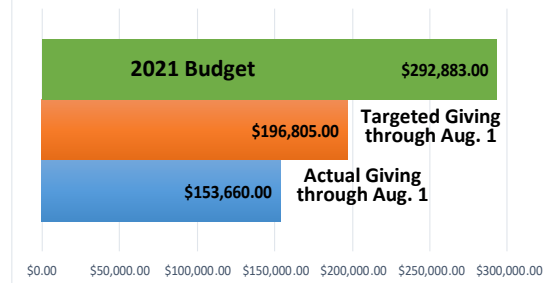 2021 Budget $292,883.00
$196,805.00 Targeted Giving
through Aug. 1
$153,660.00 Actual Giving
through Aug. 1
$0.00 $50,000.00 $100,000.00 $150,000.00 $200,000.00 $250,000.00 $300,000.00